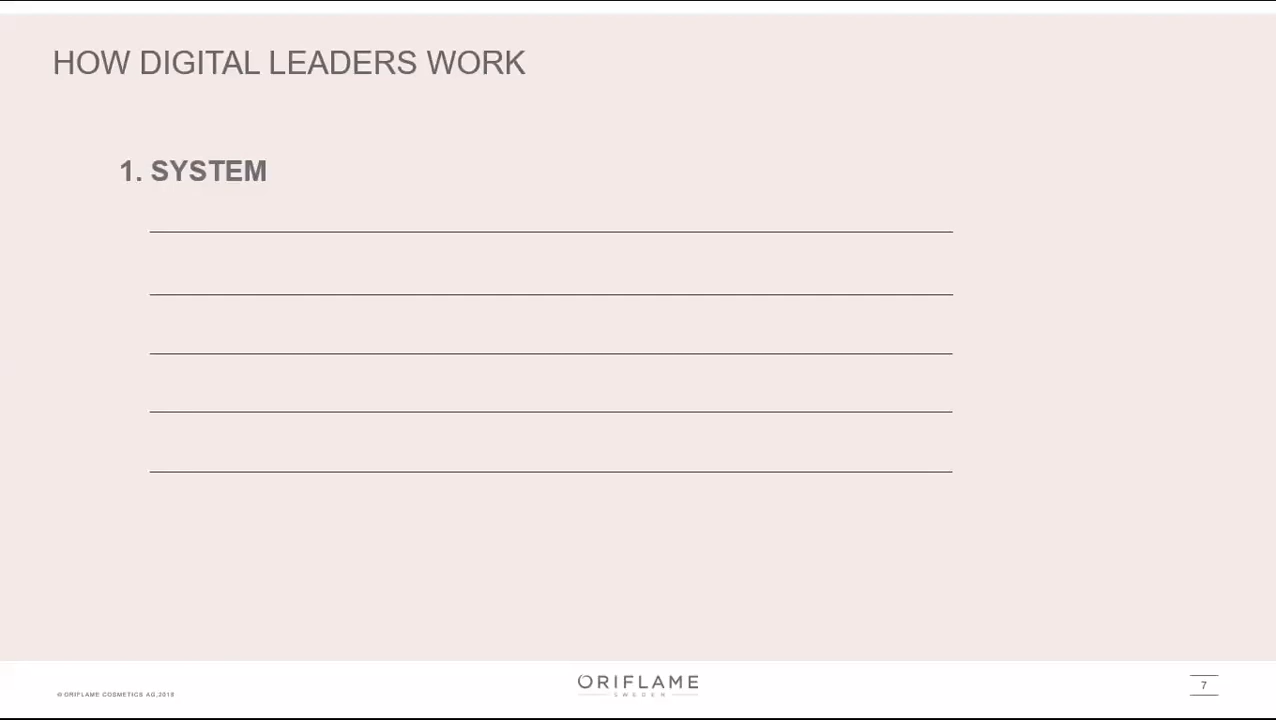 HOW DIGITAL LEADERS WORK
1. SYSTEM
© ORIFLAME COSMETICS AG,2018
ORIFLAME
SWEDEN
7